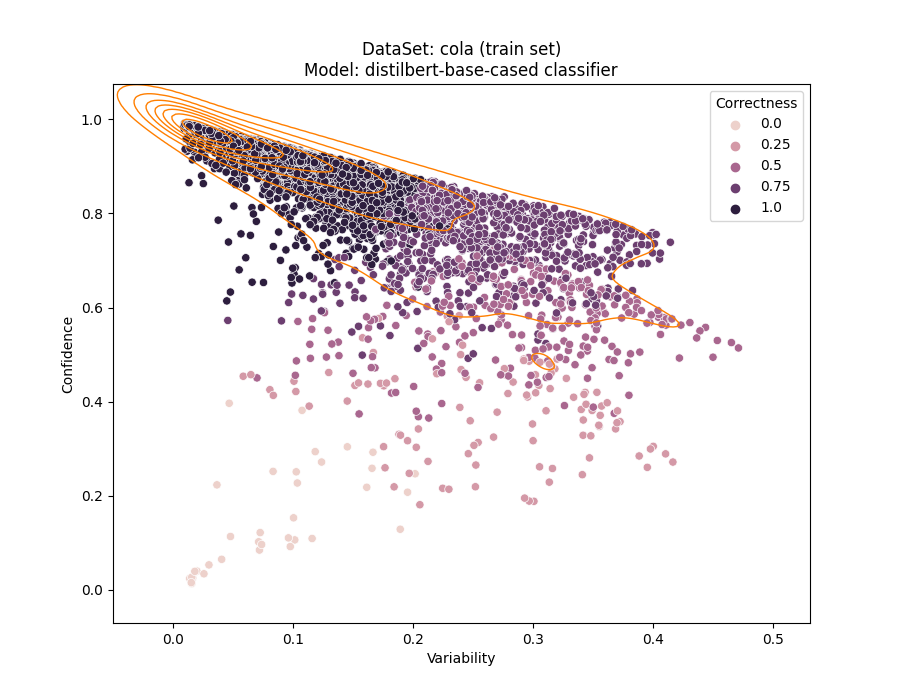 DataSet: cola (train set)
Model: distilbert-base-cased classifier
Correctness
0.0
0.25
0.5
0.75
1.0
1.0
0.8
0.6
0.4
0.2
0.0
Confidence
0.0 0.1 0.2 0.3 0.4 0.5
Variability